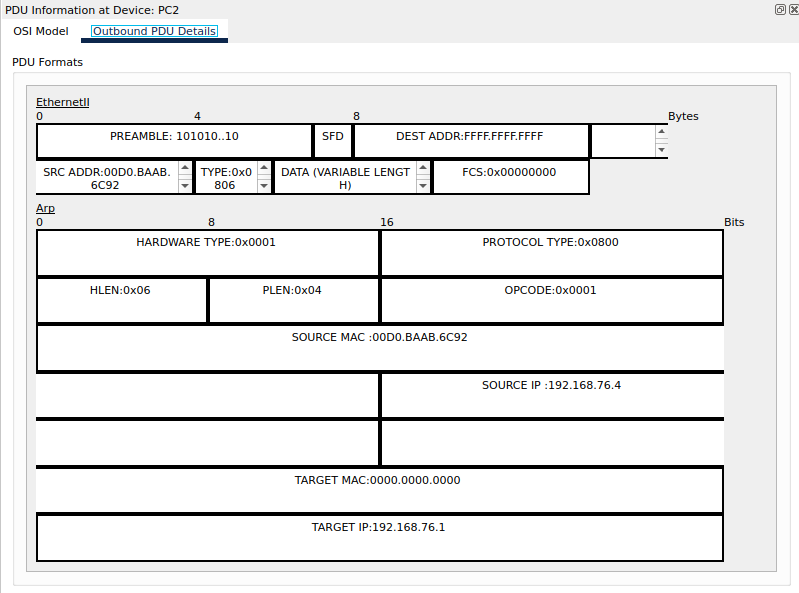 PDU Information at Device: PC2
OSI Model
Outbound PDU Details
PDU Formats
EthernetII
0 4 8 Bytes
PREAMBLE: 101010..10
SFD
DEST ADDR:FFFF.FFFF.FFFF
SRC ADDR:00D0.BAAB.
6C92
TYPE:0x0
806
DATA (VARIABLE LENGT
H)
FCS:0x00000000
Arp
0 8 16 Bits
HARDWARE TYPE:0x0001
PROTOCOL TYPE:0x0800
HLEN:0x06
PLEN:0x04
OPCODE:0x0001
SOURCE MAC :00D0.BAAB.6C92
SOURCE IP :192.168.76.4
TARGET MAC:0000.0000.0000
TARGET IP:192.168.76.1